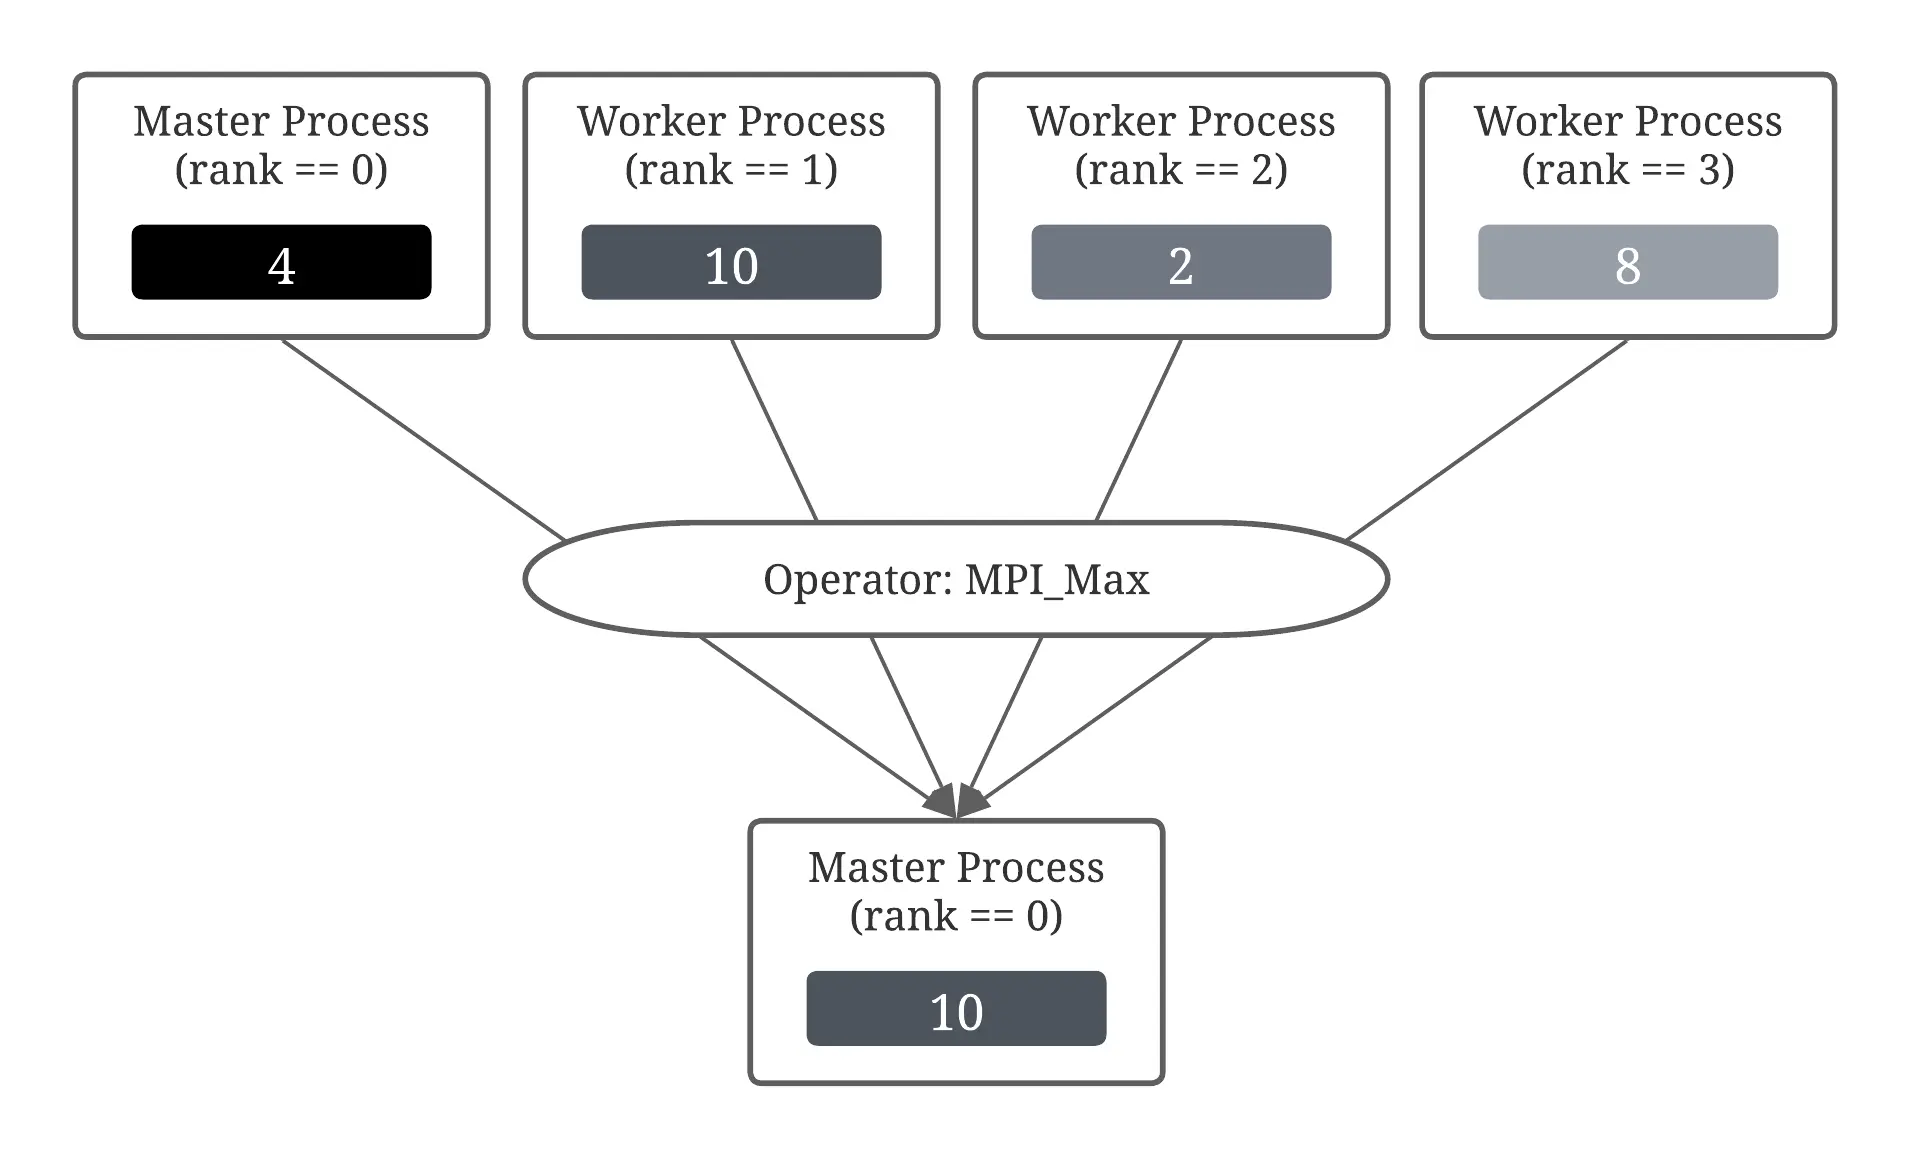 Master Process
(rank == 0)
4
Worker Process
(rank == 1)
10
Worker Process
(rank == 2)
2
Worker Process
(rank == 3)
8
Operator: MPI_Max
Master Process
(rank == 0)
10